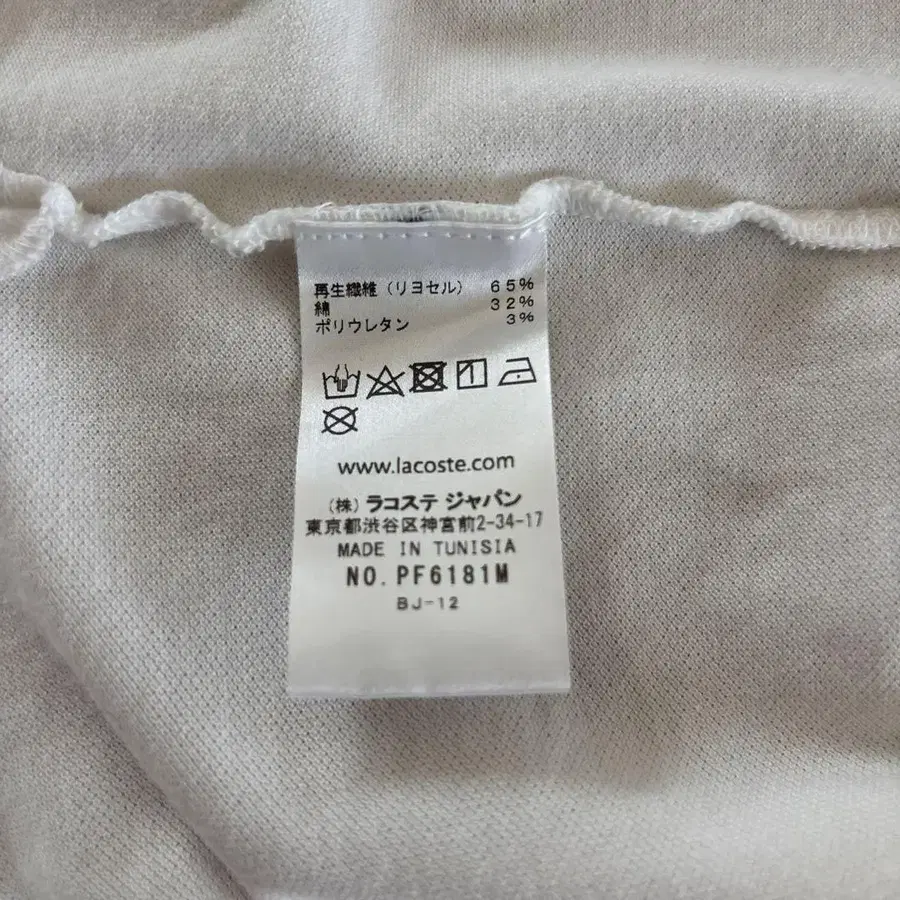 再生繊維（リヨセル） 65%
綿 32%
ポリウレタン 3%
www.lacoste.com
（株）ラコステ ジャパン
東京都渋谷区神宮前2-34-17
MADE IN TUNISIA
NO. PF6181M
BJ-12